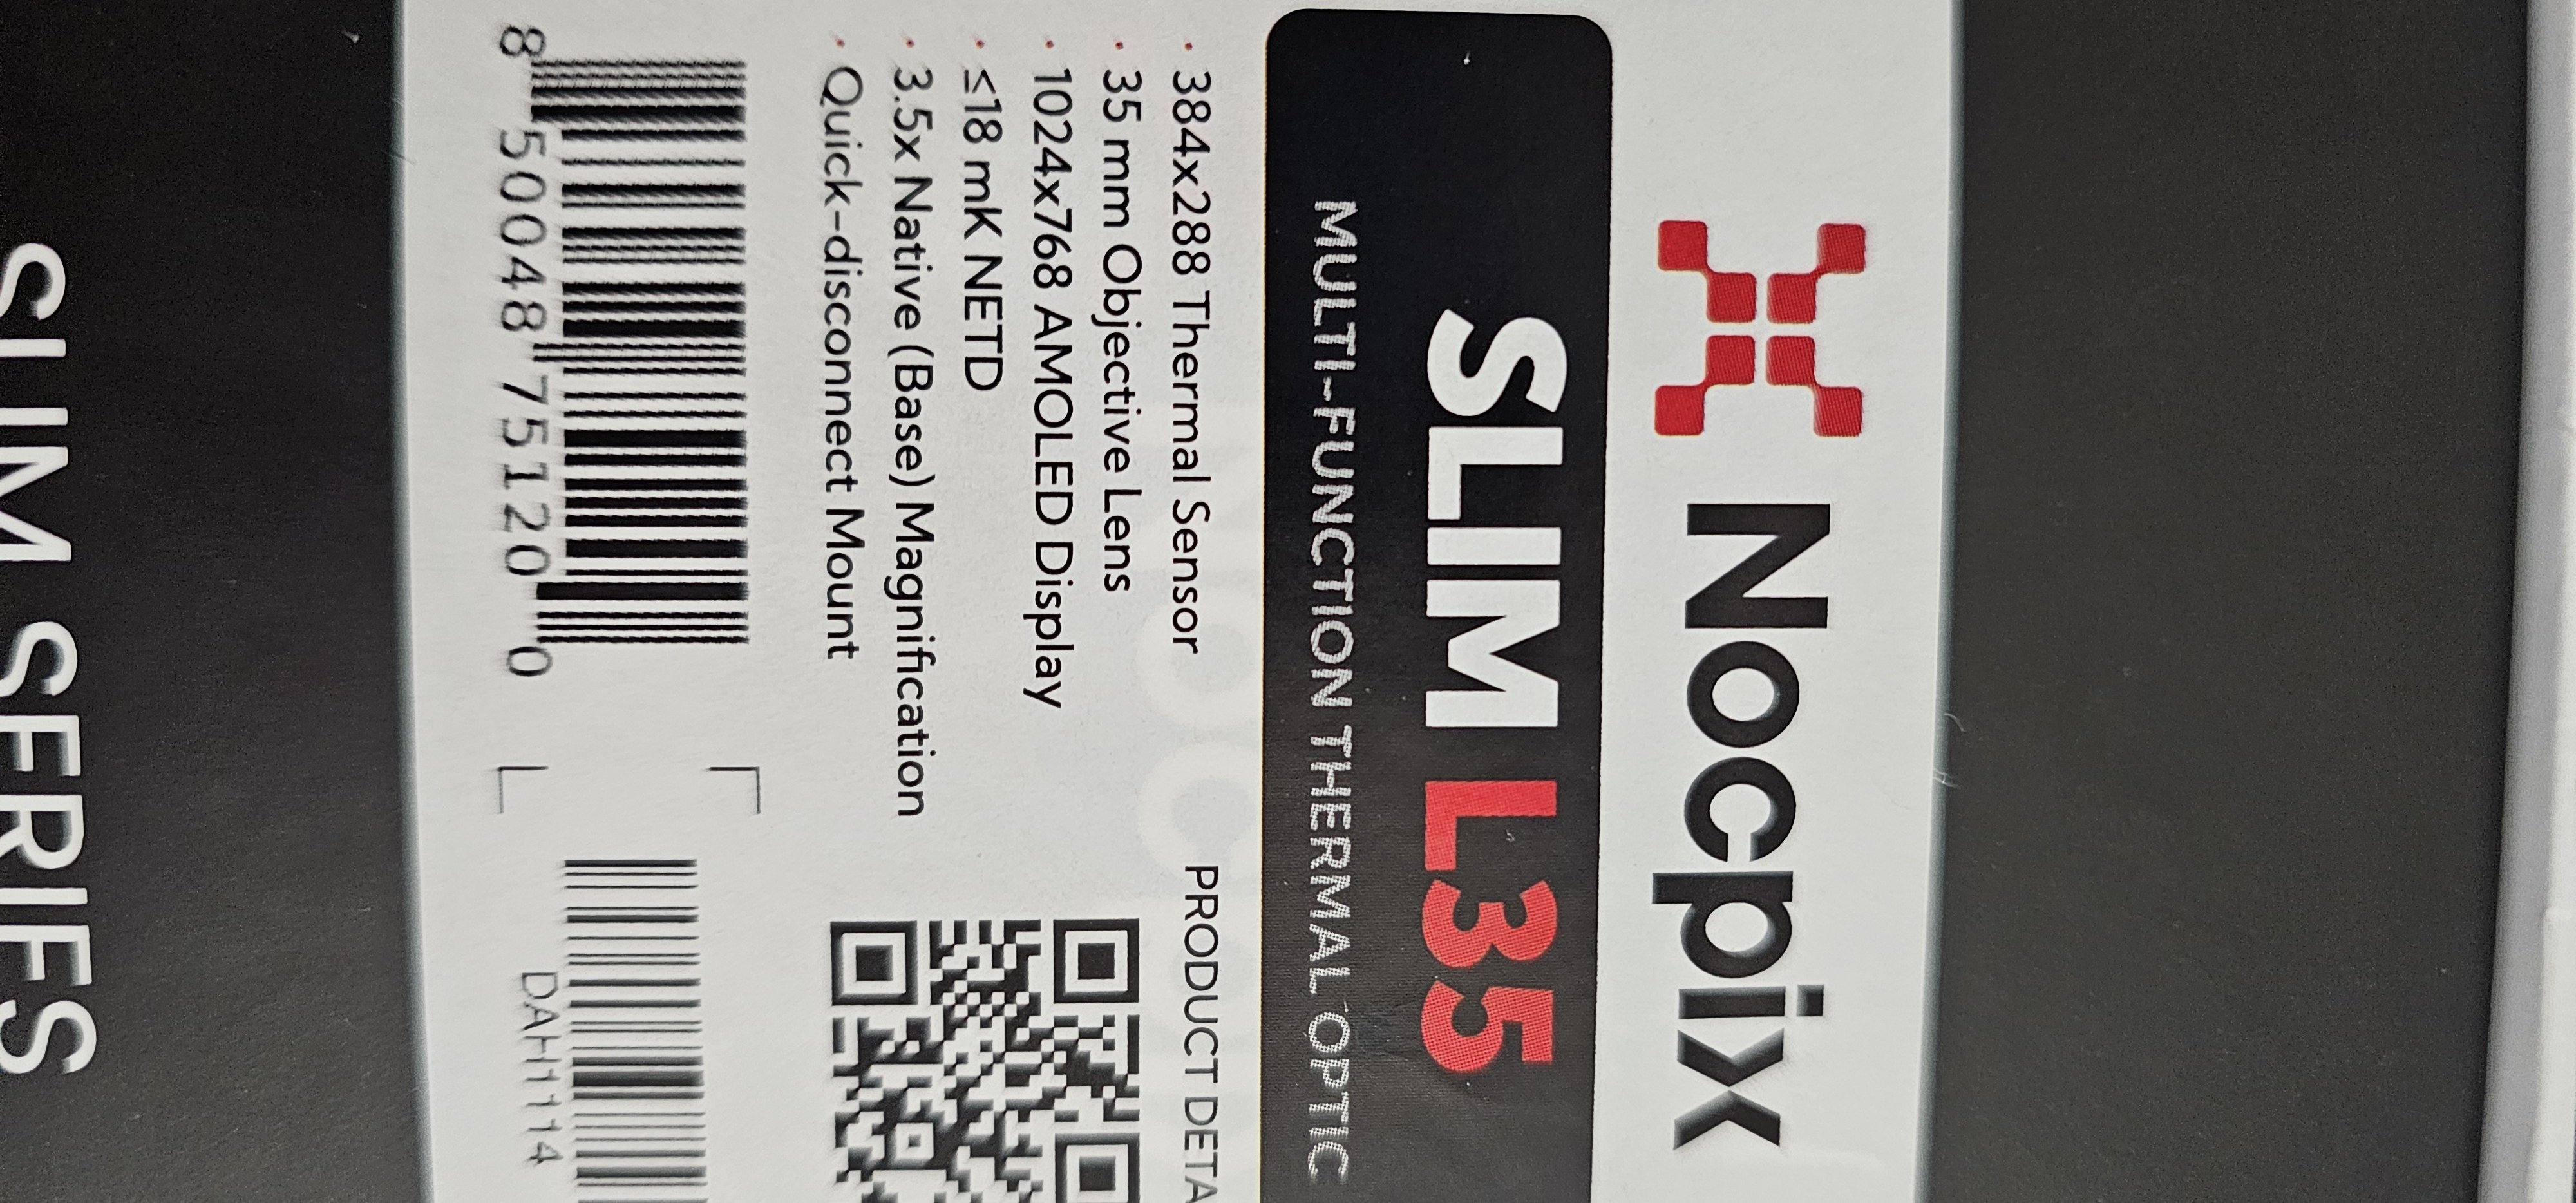 Nocpix
SLIM L35
MULTI-FUNCTION THERMAL OPTIC
· 384x288 Thermal Sensor
· 35 mm Objective Lens
· 1024x768 AMOLED Display
· ≤18 mK NETD
· 3.5x Native (Base) Magnification
· Quick-disconnect Mount
PRODUCT DETA
8 50048 75120 0
DAH1114
SLIM SERIES